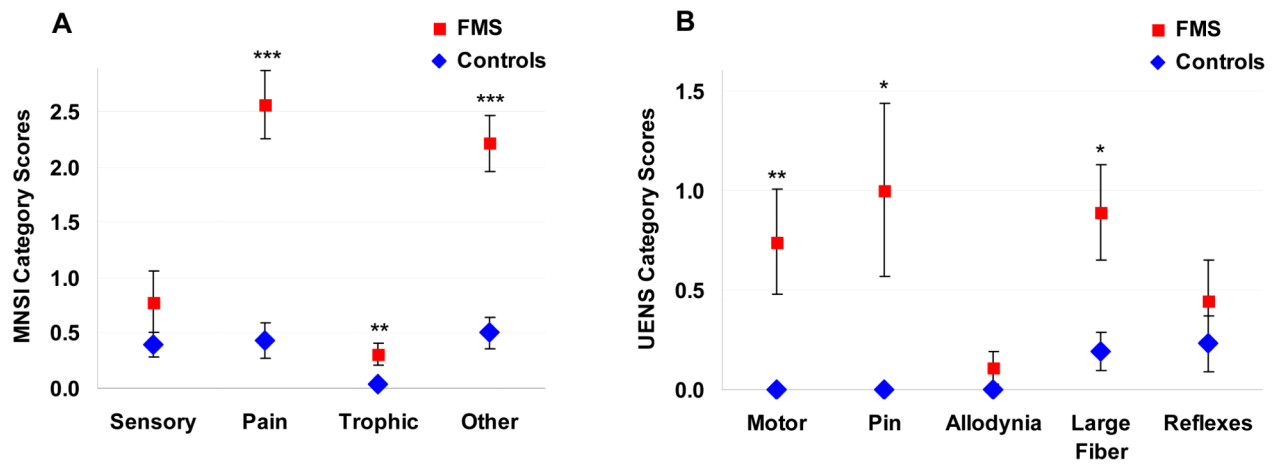 A
FMS
Controls
MNSI Category Scores
2.5
2.0
1.5
1.0
0.5
0.0
***
***
**
Sensory
Pain
Trophic
Other
B
FMS
Controls
UENS Category Scores
1.5
1.0
0.5
0.0
**
*
*
Motor
Pin
Allodynia
Large
Fiber
Reflexes